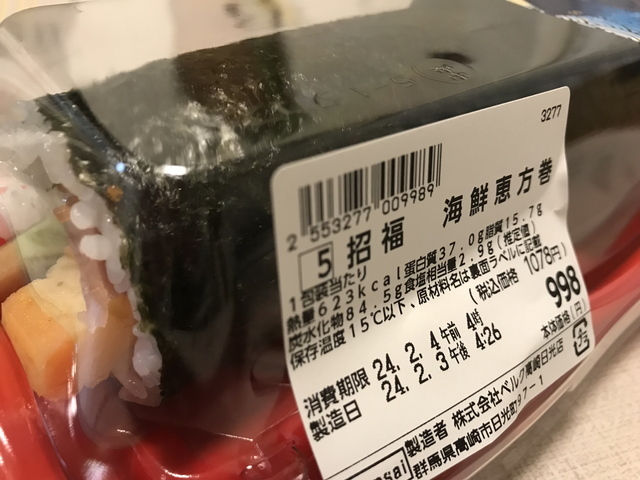 3277
2 553277 009989
5 招福 海鮮恵方巻
1包装当たり
熱量623kcal蛋白質37.0g脂質15.7g
炭水化物84.5g食塩相当量2.9g(推定値)
保存温度15℃以下、原材料名は裏面ラベルに記載
(税込価格 1078円)
998
本体価格(円)
消費期限 24. 2. 4午前 4時
製造日 24. 2. 3午後 4:26
製造者 株式会社ベルク高崎日光店
群馬県高崎市日光町97-1
sai